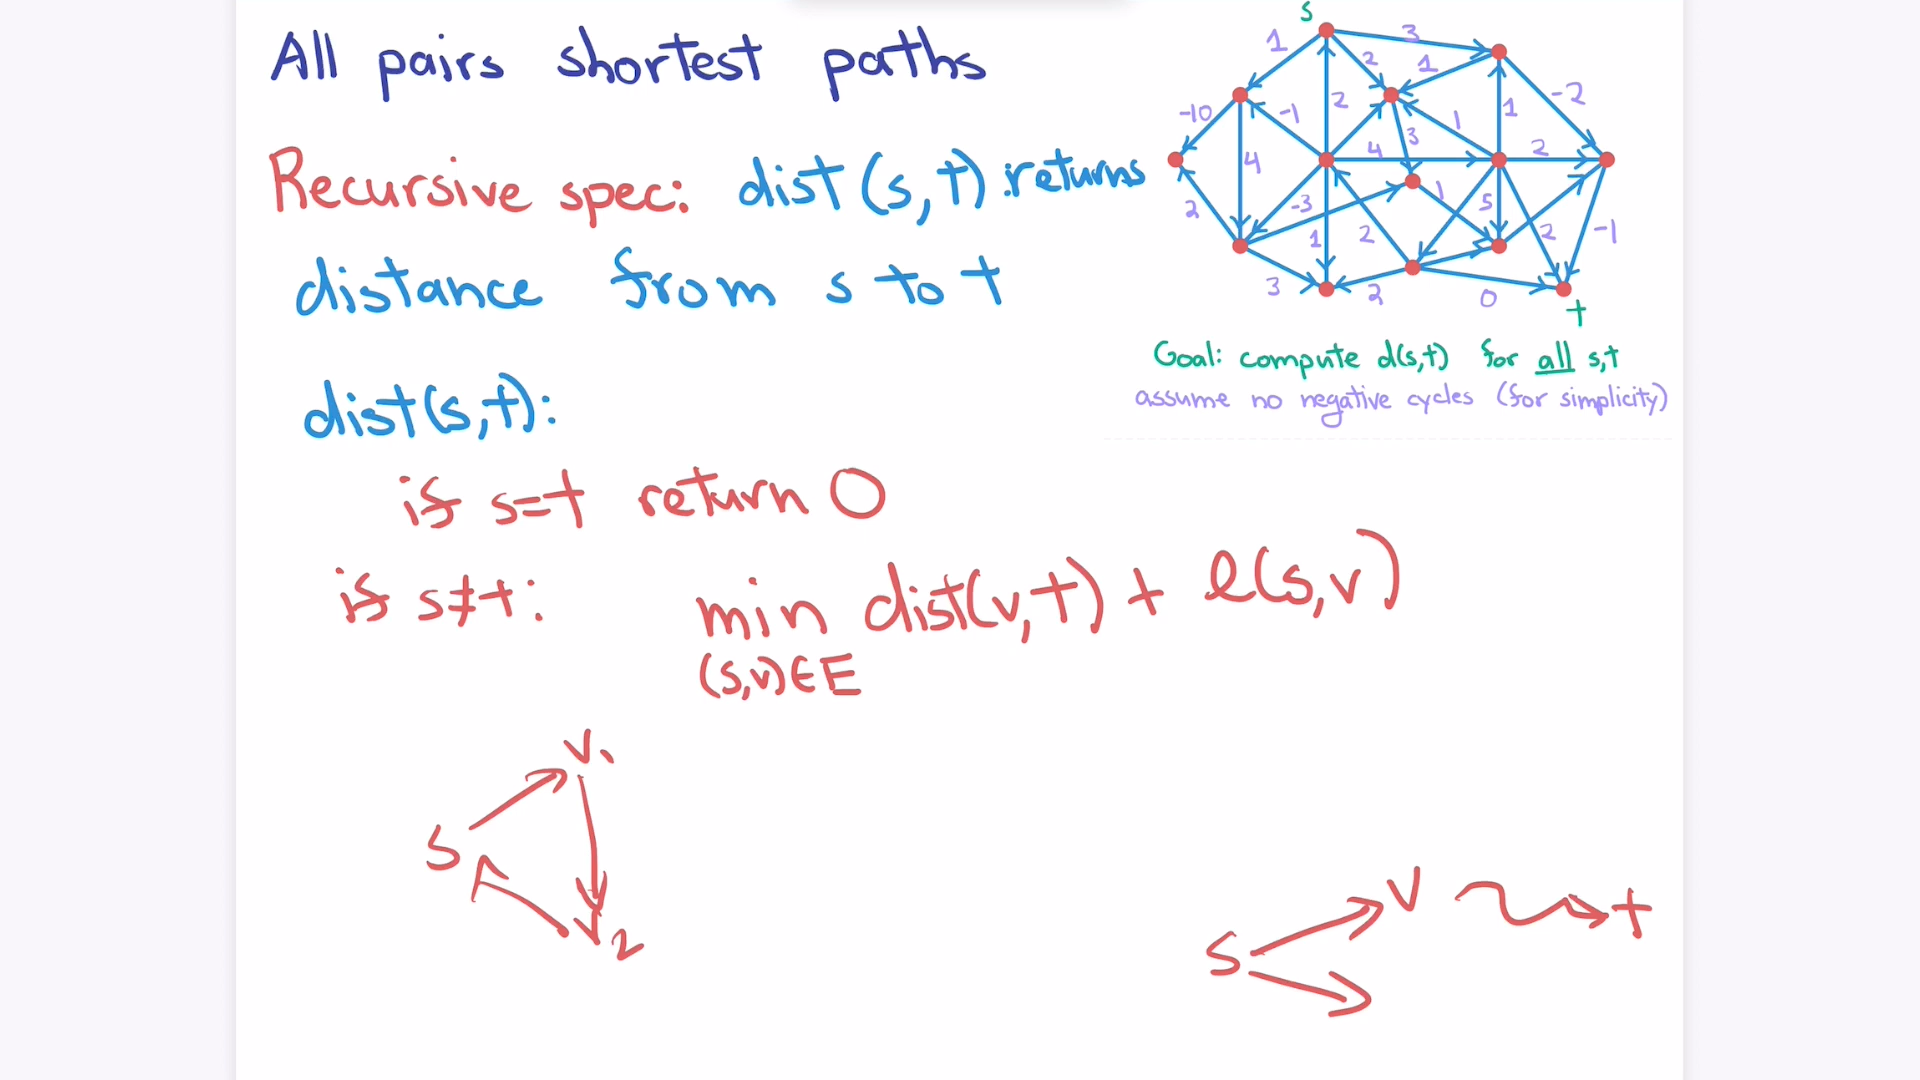 All pairs shortest paths
Recursive spec: dist(s,t) returns
distance from s to t
dist(s,t):
if s=t return 0
if s≠t: min dist(v,t) + l(s,v)
(s,v)∈E
s
v1
v2
s
v
t
s
1
3
2
1
-10
-1
2
1
1
-2
4
4
3
2
2
-3
1
1
2
5
2
-1
3
2
0
t
Goal: compute d(s,t) for all s,t
assume no negative cycles (for simplicity)